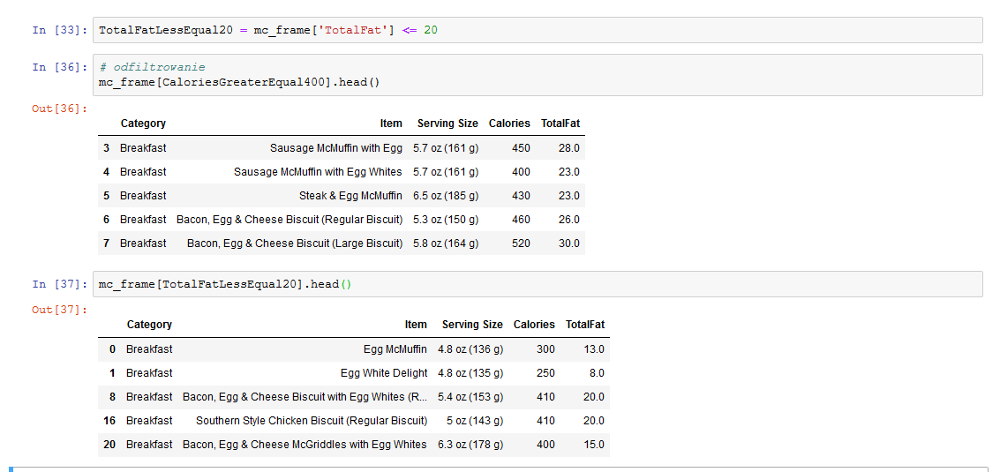 In [33]: TotalFatLessEqual20 = mc_frame['TotalFat'] <= 20
In [36]: # odfiltrowanie
mc_frame[CaloriesGreaterEqual400].head()
Out[36]:
Category Item Serving Size Calories TotalFat
3 Breakfast Sausage McMuffin with Egg 5.7 oz (161 g) 450 28.0
4 Breakfast Sausage McMuffin with Egg Whites 5.7 oz (161 g) 400 23.0
5 Breakfast Steak & Egg McMuffin 6.5 oz (185 g) 430 23.0
6 Breakfast Bacon, Egg & Cheese Biscuit (Regular Biscuit) 5.3 oz (150 g) 460 26.0
7 Breakfast Bacon, Egg & Cheese Biscuit (Large Biscuit) 5.8 oz (164 g) 520 30.0
In [37]: mc_frame[TotalFatLessEqual20].head()
Out[37]:
Category Item Serving Size Calories TotalFat
0 Breakfast Egg McMuffin 4.8 oz (136 g) 300 13.0
1 Breakfast Egg White Delight 4.8 oz (135 g) 250 8.0
8 Breakfast Bacon, Egg & Cheese Biscuit with Egg Whites (R... 5.4 oz (153 g) 410 20.0
16 Breakfast Southern Style Chicken Biscuit (Regular Biscuit) 5 oz (143 g) 410 20.0
20 Breakfast Bacon, Egg & Cheese McGriddles with Egg Whites 6.3 oz (178 g) 400 15.0